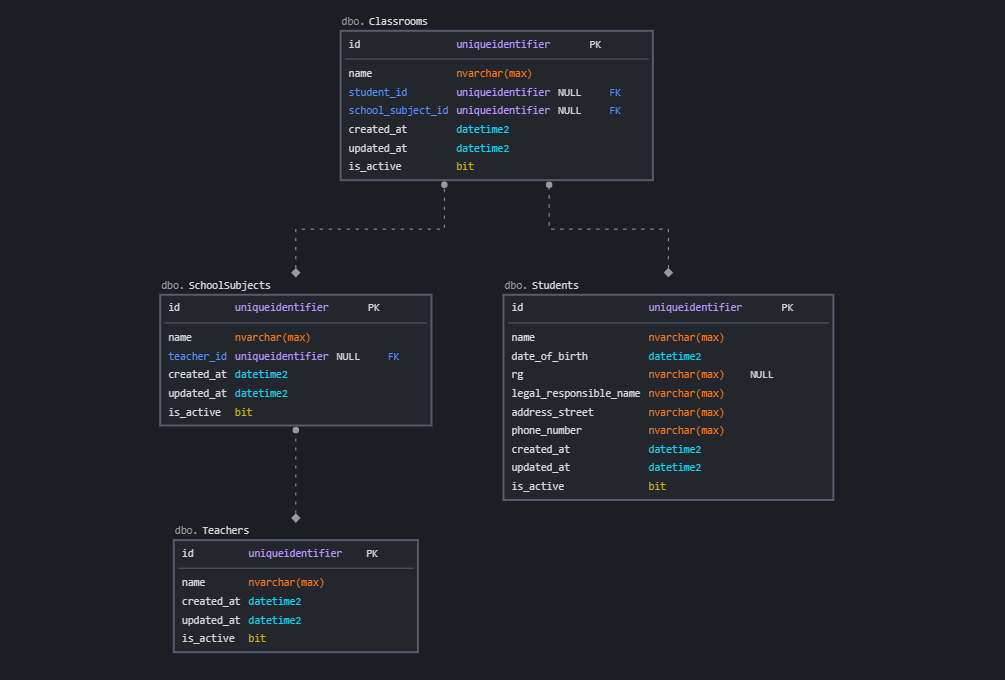 dbo. Classrooms
id uniqueidentifier PK
name nvarchar(max)
student_id uniqueidentifier NULL FK
school_subject_id uniqueidentifier NULL FK
created_at datetime2
updated_at datetime2
is_active bit
dbo. SchoolSubjects
id uniqueidentifier PK
name nvarchar(max)
teacher_id uniqueidentifier NULL FK
created_at datetime2
updated_at datetime2
is_active bit
dbo. Students
id uniqueidentifier PK
name nvarchar(max)
date_of_birth datetime2
rg nvarchar(max) NULL
legal_responsible_name nvarchar(max)
address_street nvarchar(max)
phone_number nvarchar(max)
created_at datetime2
updated_at datetime2
is_active bit
dbo. Teachers
id uniqueidentifier PK
name nvarchar(max)
created_at datetime2
updated_at datetime2
is_active bit